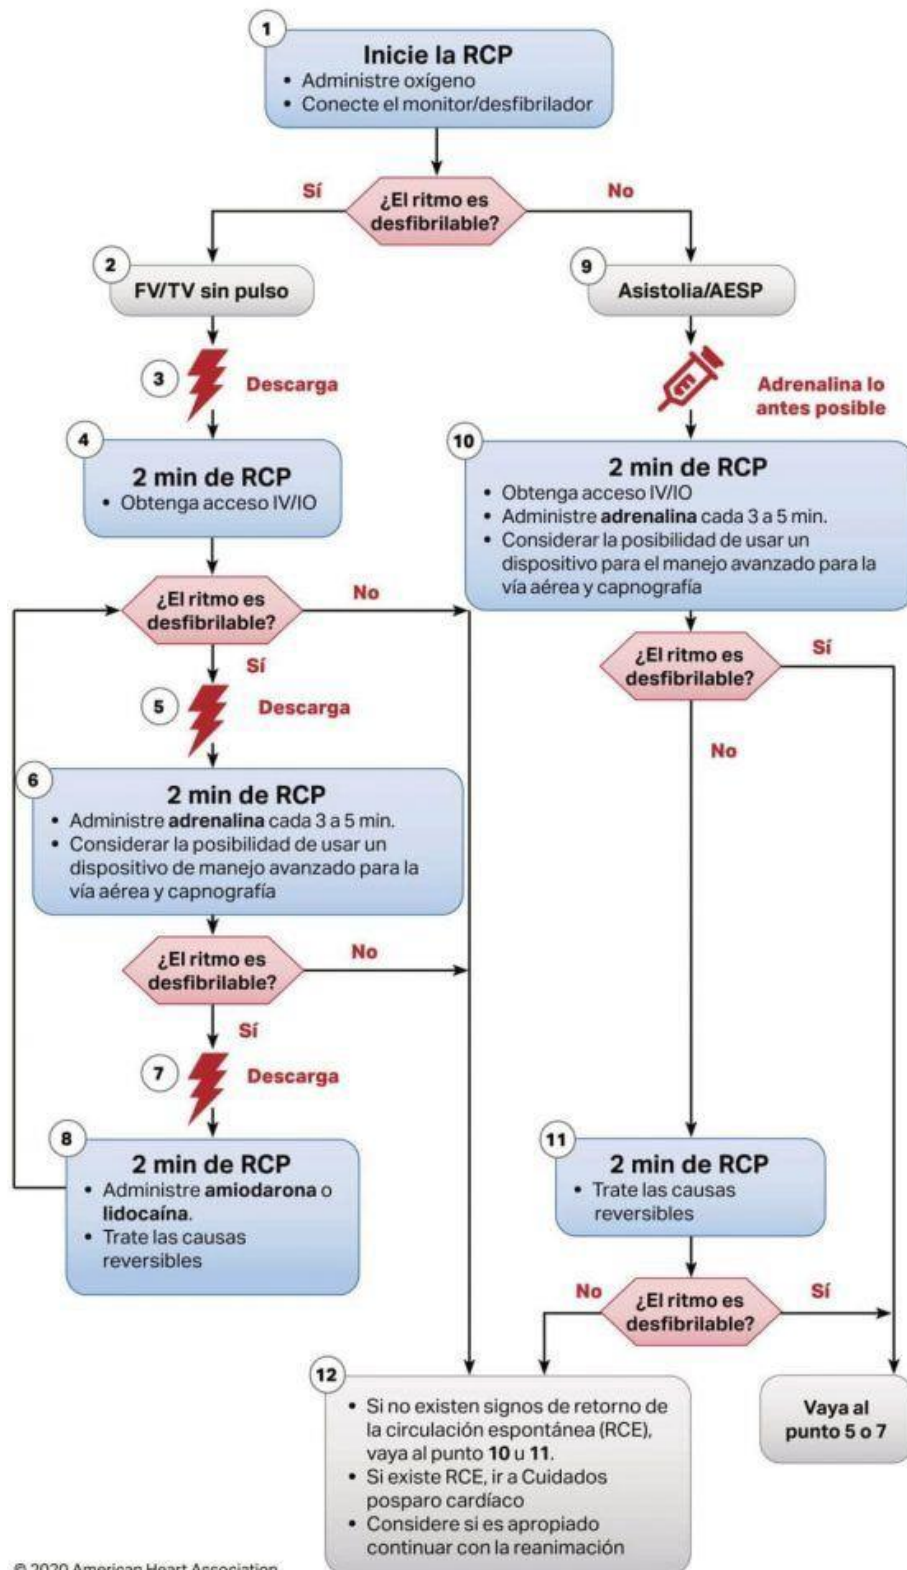 1
Inicie la RCP
• Administre oxígeno
• Conecte el monitor/desfibrilador
¿El ritmo es
desfibrilable?
Sí
No
2
FV/TV sin pulso
3
Descarga
4
2 min de RCP
• Obtenga acceso IV/IO
¿El ritmo es
desfibrilable?
No
Sí
5
Descarga
6
2 min de RCP
• Administre adrenalina cada 3 a 5 min.
• Considerar la posibilidad de usar un
dispositivo de manejo avanzado para la
vía aérea y capnografía
¿El ritmo es
desfibrilable?
No
Sí
7
Descarga
8
2 min de RCP
• Administre amiodarona o
lidocaína.
• Trate las causas
reversibles
9
Asistolia/AESP
Adrenalina lo
antes posible
10
2 min de RCP
• Obtenga acceso IV/IO
• Administre adrenalina cada 3 a 5 min.
• Considerar la posibilidad de usar un
dispositivo para el manejo avanzado para la
vía aérea y capnografía
¿El ritmo es
desfibrilable?
Sí
No
11
2 min de RCP
• Trate las causas
reversibles
¿El ritmo es
desfibrilable?
No
Sí
12
• Si no existen signos de retorno de
la circulación espontánea (RCE),
vaya al punto 10 u 11.
• Si existe RCE, ir a Cuidados
posparo cardíaco
• Considere si es apropiado
continuar con la reanimación
Vaya al
punto 5 o 7
© 2020 American Heart Association